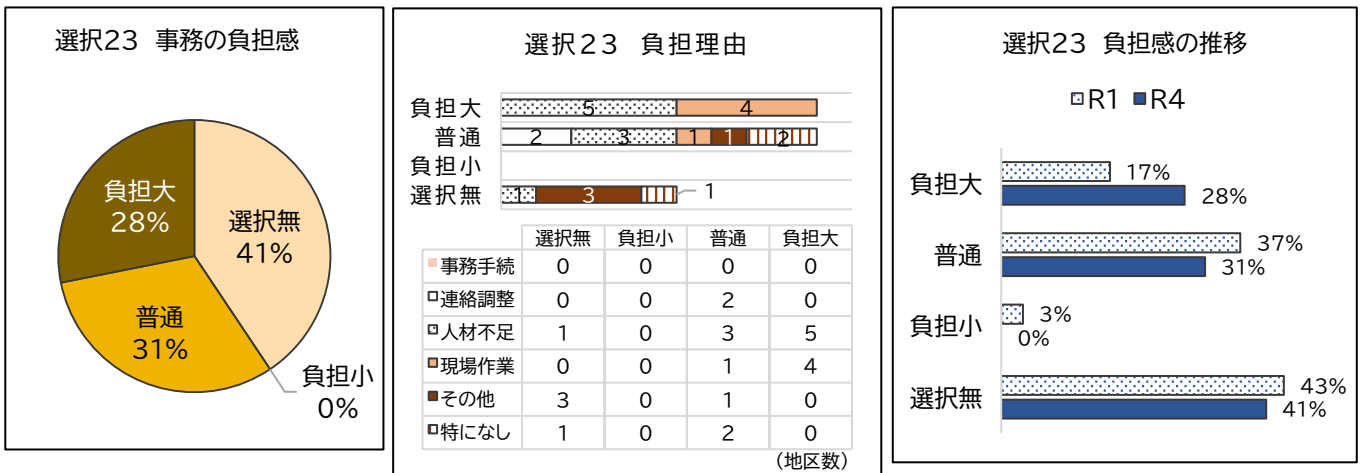 選択23 事務の負担感
負担大
28%
選択無
41%
普通
31%
負担小
0%
選択23 負担理由
負担大 5 4
普通 2 3 1 1 2
負担小
選択無 1 3 1
選択無 負担小 普通 負担大
事務手続 0 0 0 0
連絡調整 0 0 2 0
人材不足 1 0 3 5
現場作業 0 0 1 4
その他 3 0 1 0
特になし 1 0 2 0
(地区数)
選択23 負担感の推移
R1 R4
負担大 17%
28%
普通 37%
31%
負担小 3%
0%
選択無 43%
41%